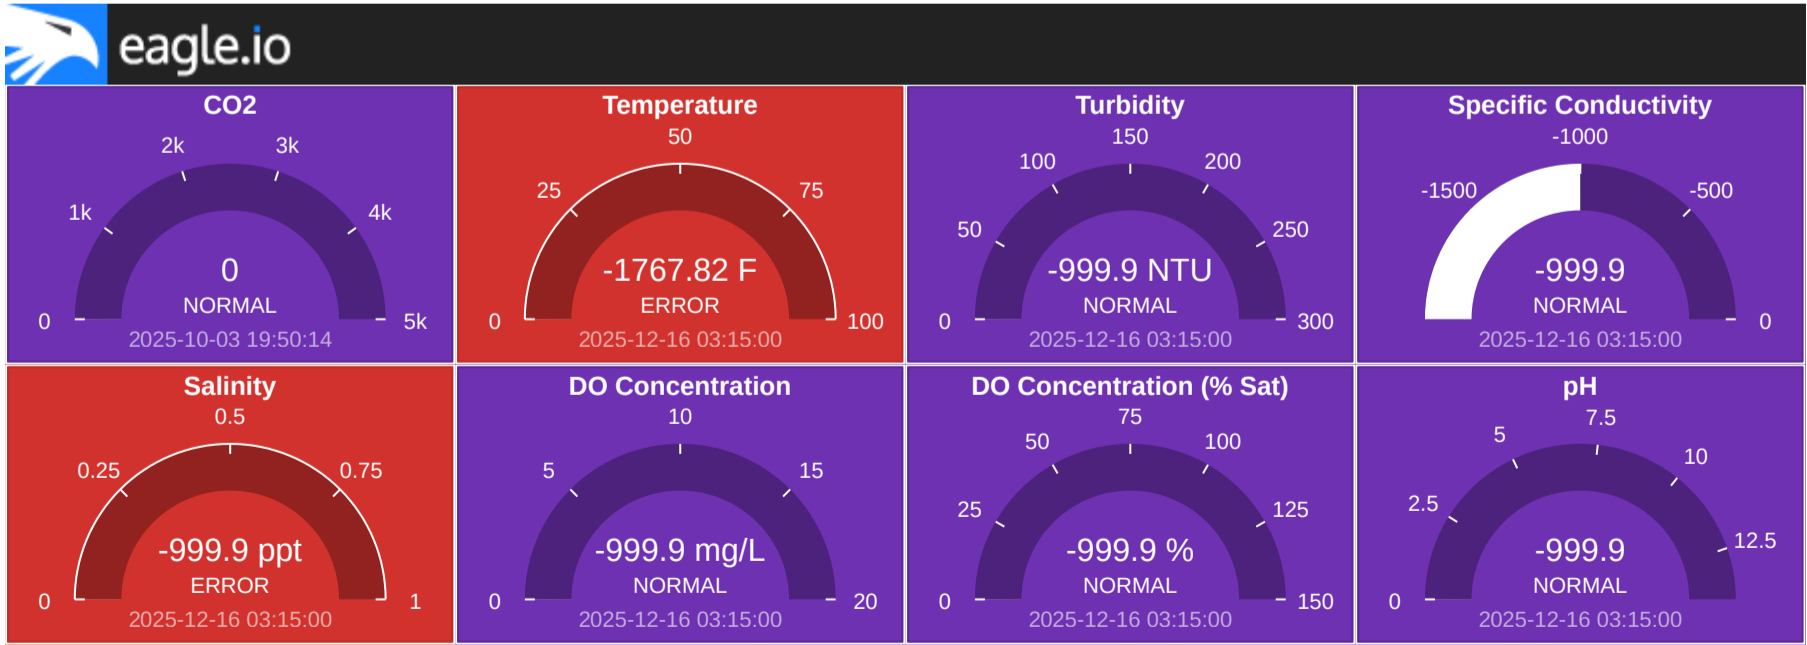 eagle.io
CO2
2k
3k
1k
4k
0
NORMAL
0
5k
2025-10-03 19:50:14
Temperature
50
25
75
-1767.82 F
ERROR
0
100
2025-12-16 03:15:00
Turbidity
150
100
200
50
250
-999.9 NTU
NORMAL
0
300
2025-12-16 03:15:00
Specific Conductivity
-1000
-1500
-500
-999.9
NORMAL
0
2025-12-16 03:15:00
Salinity
0.5
0.25
0.75
-999.9 ppt
ERROR
0
1
2025-12-16 03:15:00
DO Concentration
10
5
15
-999.9 mg/L
NORMAL
0
20
2025-12-16 03:15:00
DO Concentration (% Sat)
75
50
100
25
125
-999.9 %
NORMAL
0
150
2025-12-16 03:15:00
pH
7.5
5
10
2.5
12.5
-999.9
NORMAL
0
2025-12-16 03:15:00